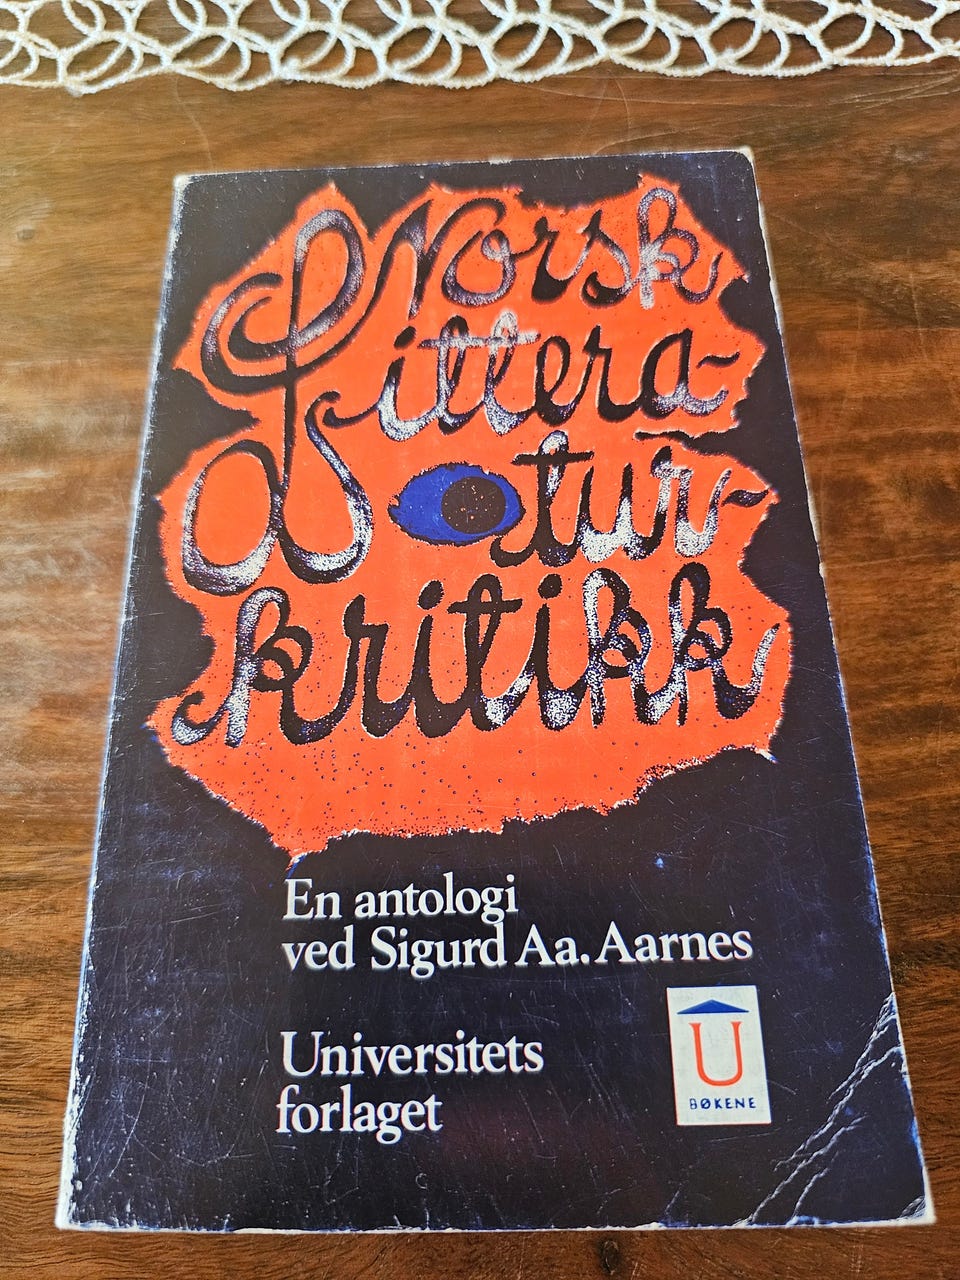 Norsk
Littera-
tur-
kritikk
En antologi
ved Sigurd Aa. Aarnes
Universitets
forlaget
U
BØKENE